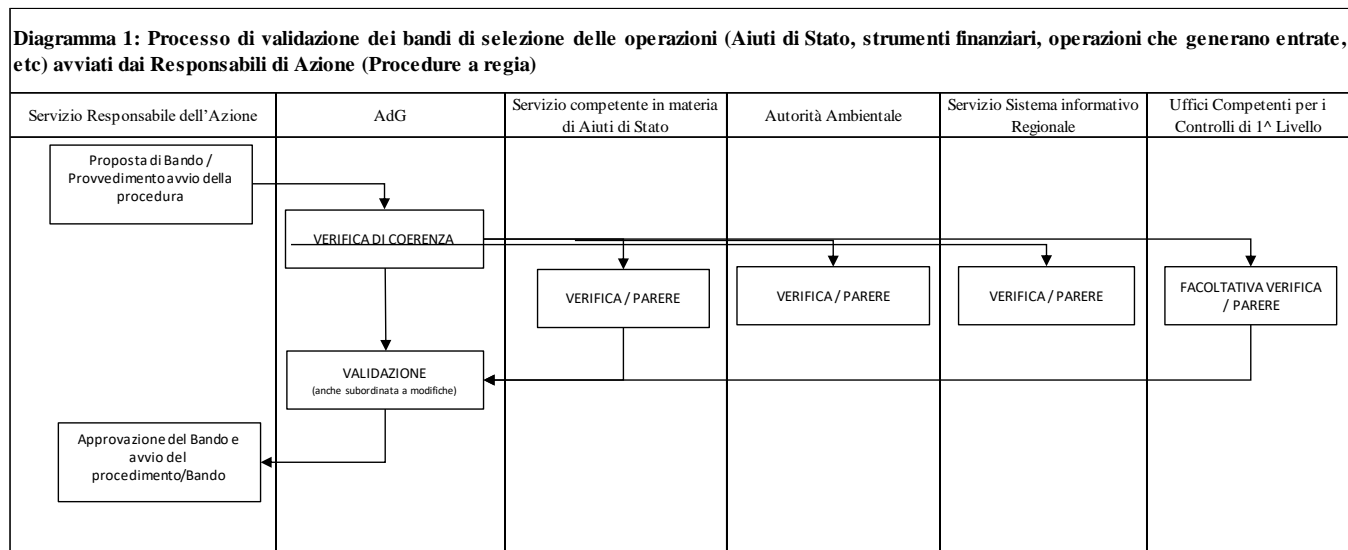 Diagramma 1: Processo di validazione dei bandi di selezione delle operazioni (Aiuti di Stato, strumenti finanziari, operazioni che generano entrate,
etc) avviati dai Responsabili di Azione (Procedure a regia)
Servizio Responsabile dell'Azione
AdG
Servizio competente in materia
di Aiuti di Stato
Autorità Ambientale
Servizio Sistema informativo
Regionale
Uffici Competenti per i
Controlli di 1^ Livello
Proposta di Bando /
Provvedimento avvio della
procedura
VERIFICA DI COERENZA
VERIFICA / PARERE
VERIFICA / PARERE
VERIFICA / PARERE
FACOLTATIVA VERIFICA
/ PARERE
VALIDAZIONE
(anche subordinata a modifiche)
Approvazione del Bando e
avvio del
procedimento/Bando